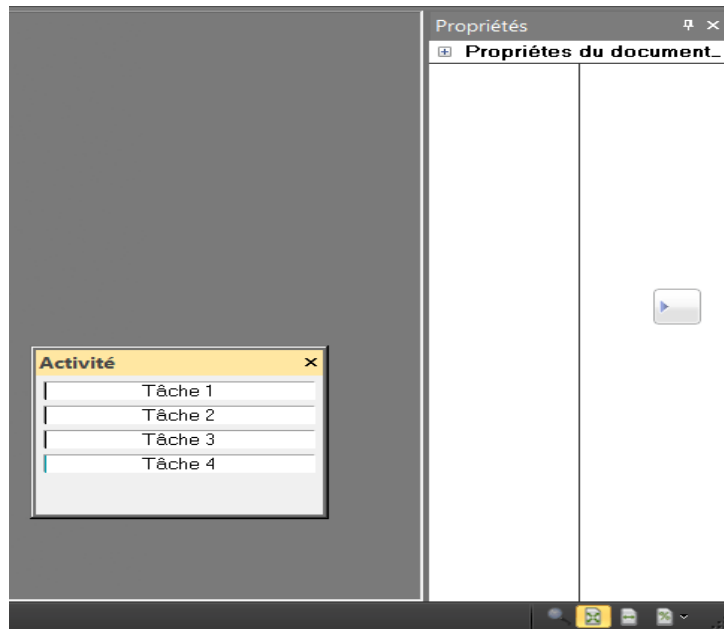 Propriétés
Propriétes du document_
Activité
Tâche 1
Tâche 2
Tâche 3
Tâche 4